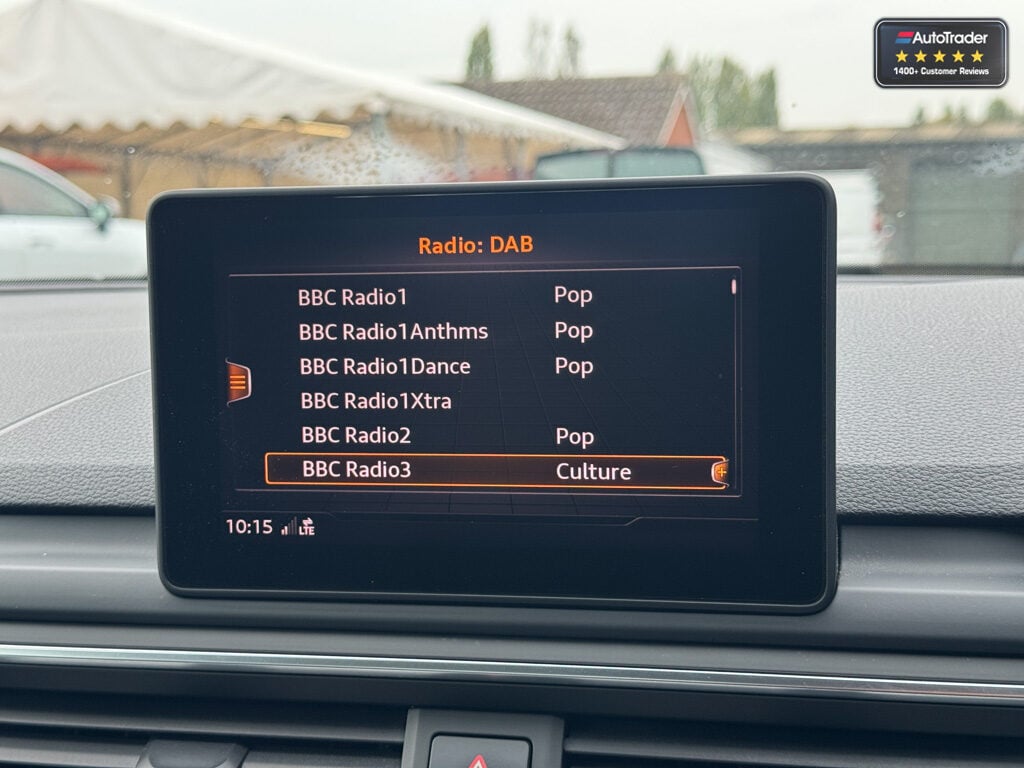 AutoTrader
1400+ Customer Reviews
Radio: DAB
BBC Radio1 Pop
BBC Radio1Anthms Pop
BBC Radio1Dance Pop
BBC Radio1Xtra
BBC Radio2 Pop
BBC Radio3 Culture
10:15 LTE